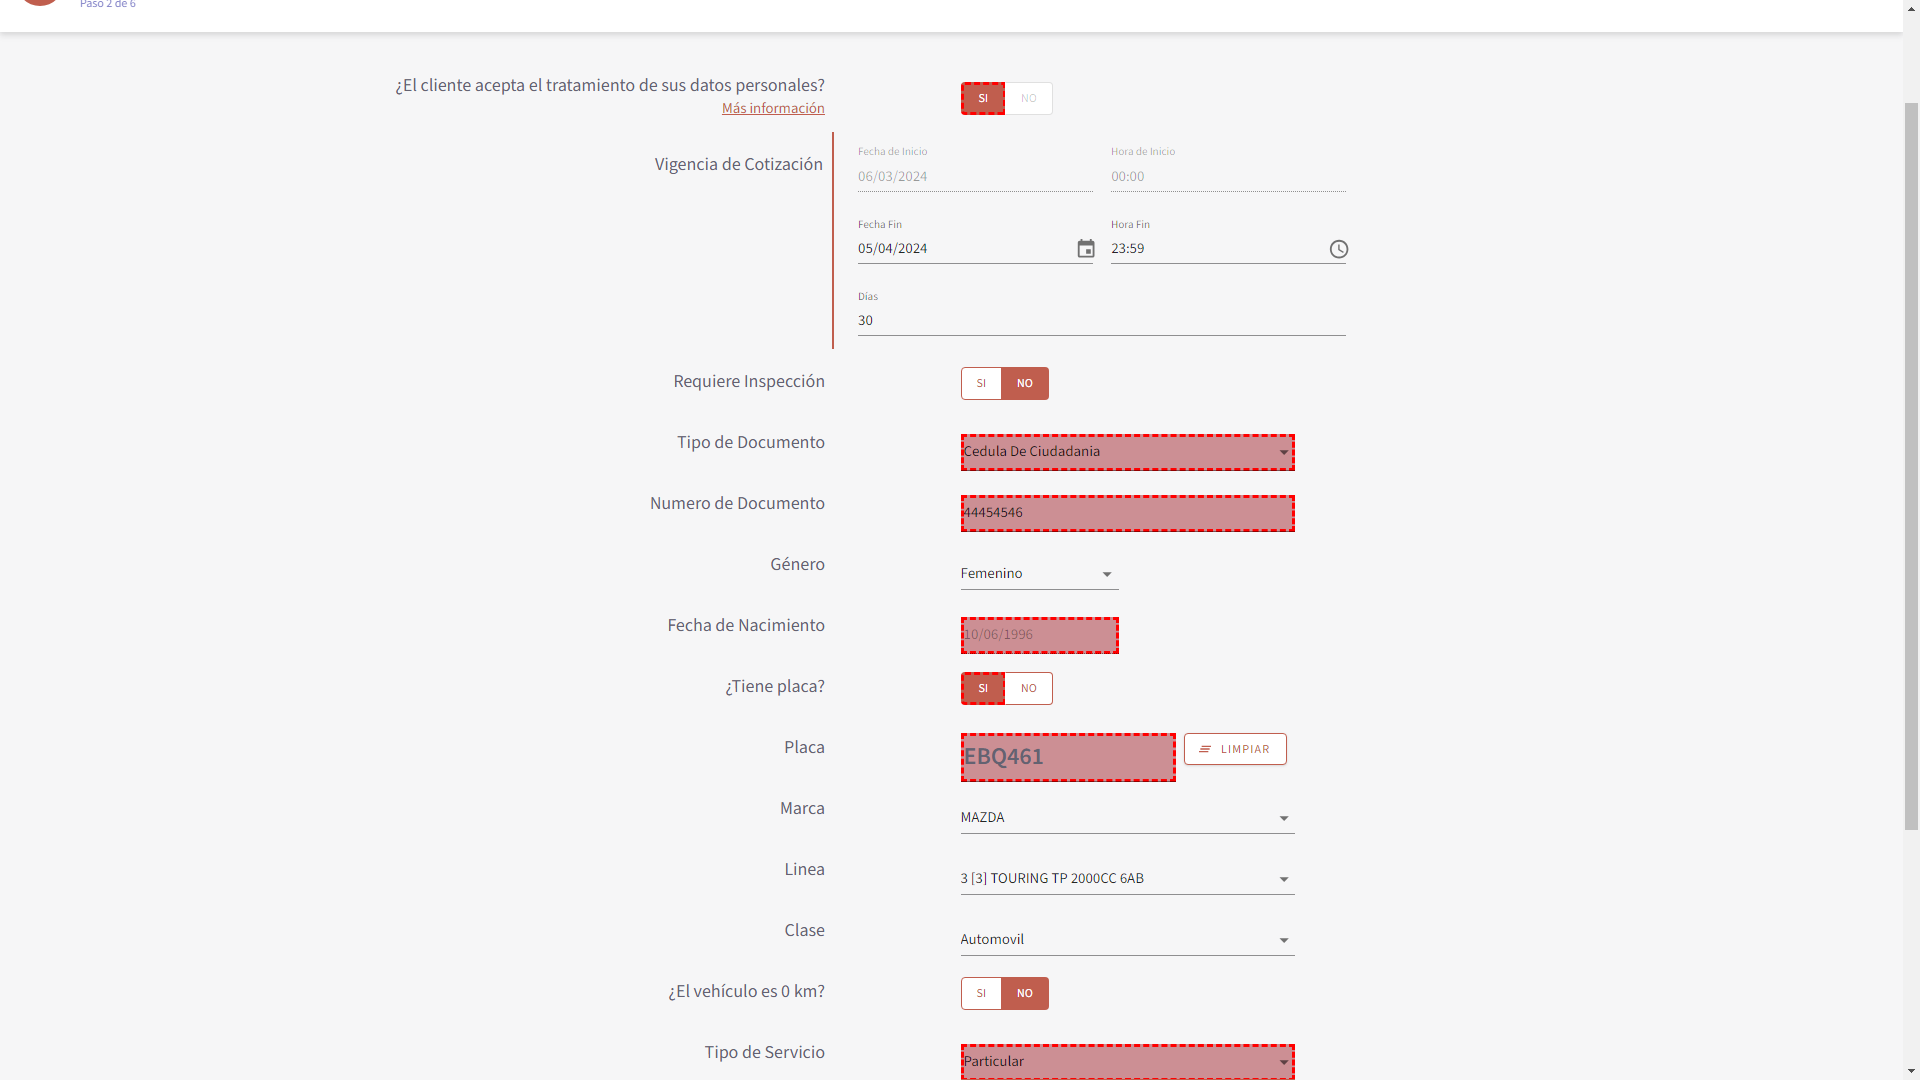 Paso 2 de 6
¿El cliente acepta el tratamiento de sus datos personales?
Más información
SI NO
Vigencia de Cotización
Fecha de Inicio Hora de Inicio
06/03/2024 00:00
Fecha Fin Hora Fin
05/04/2024 23:59
Días
30
Requiere Inspección SI NO
Tipo de Documento Cedula De Ciudadania
Numero de Documento 44454546
Género Femenino
Fecha de Nacimiento 10/06/1996
¿Tiene placa? SI NO
Placa EBQ461 LIMPIAR
Marca MAZDA
Linea 3 [3] TOURING TP 2000CC 6AB
Clase Automovil
¿El vehículo es 0 km? SI NO
Tipo de Servicio Particular